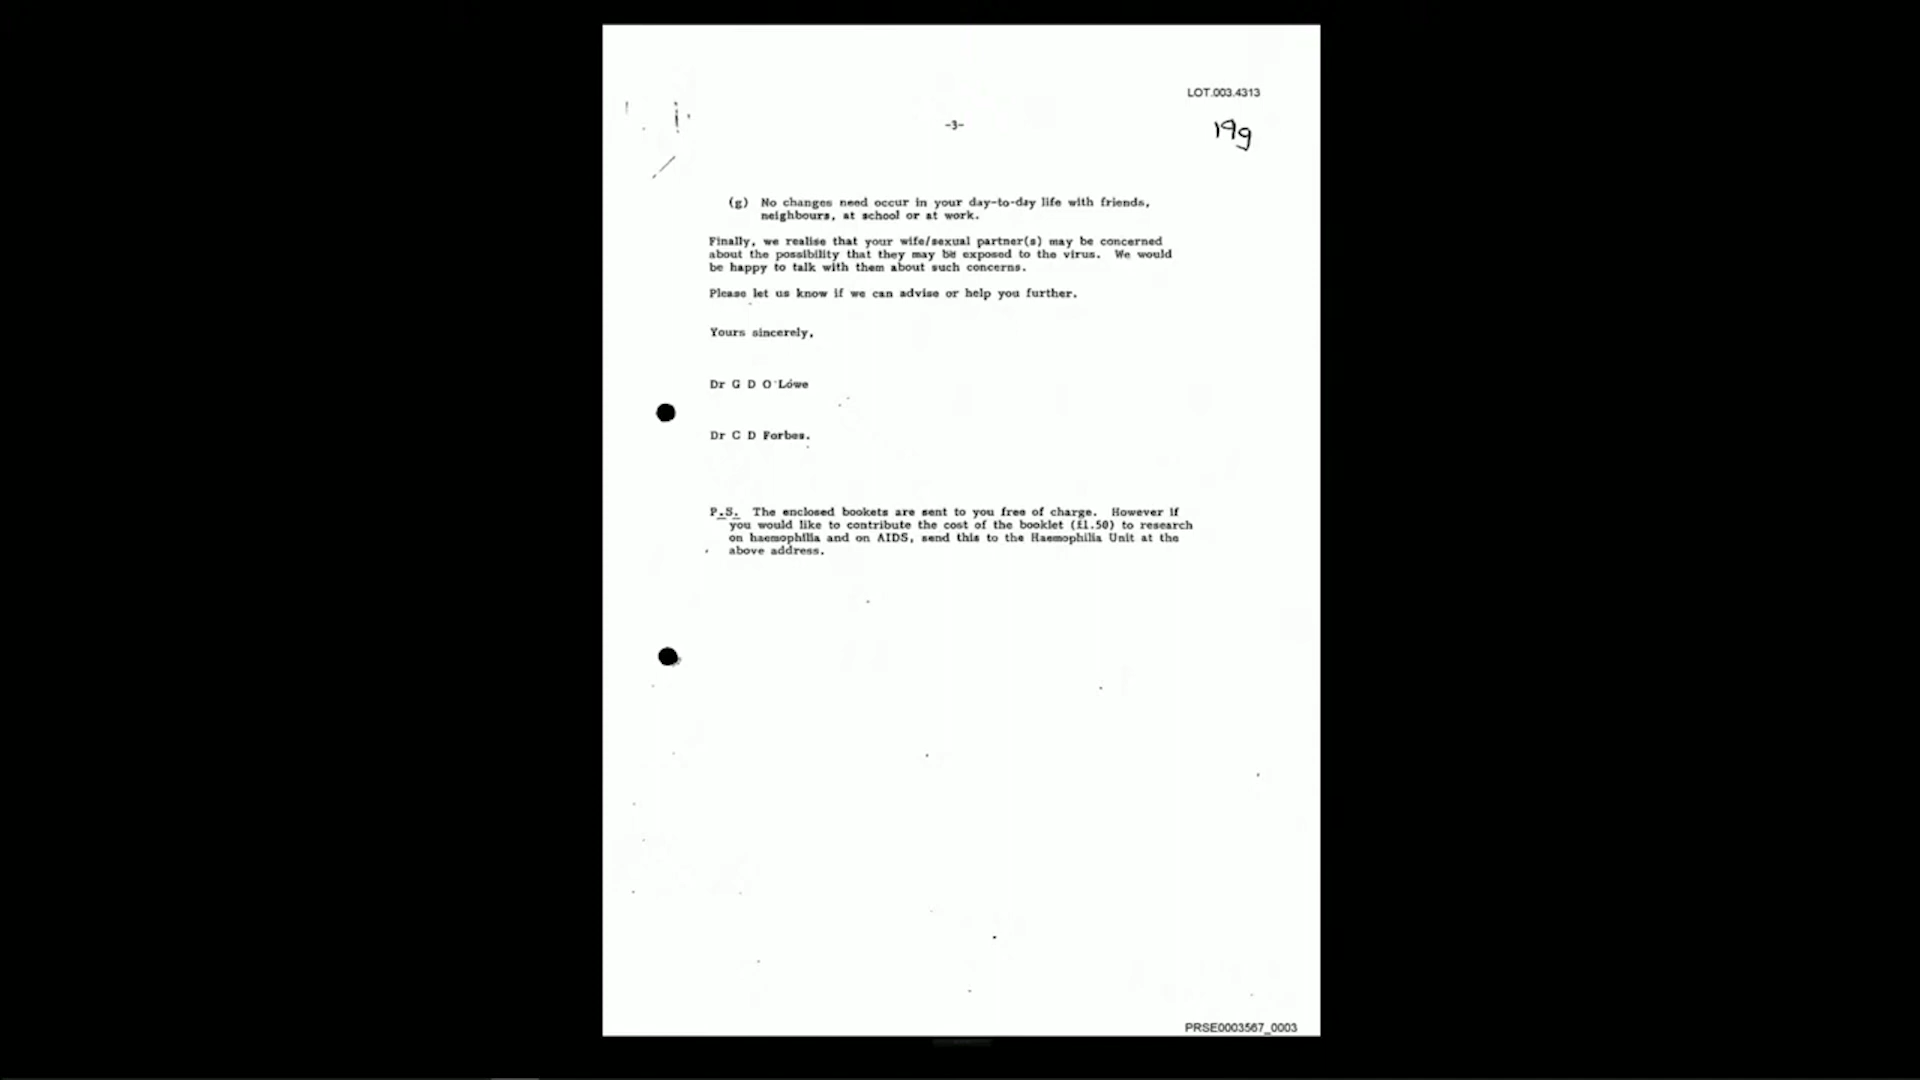 LOT.003.4313
-3-
19g
(g) No changes need occur in your day-to-day life with friends,
neighbours, at school or at work.
Finally, we realise that your wife/sexual partner(s) may be concerned
about the possibility that they may be exposed to the virus. We would
be happy to talk with them about such concerns.
Please let us know if we can advise or help you further.
Yours sincerely,
Dr G D O'Lowe
Dr C D Forbes.
P.S. The enclosed bookets are sent to you free of charge. However if
you would like to contribute the cost of the booklet (£1.50) to research
on haemophilia and on AIDS, send this to the Haemophilia Unit at the
above address.
PRSE0003567_0003